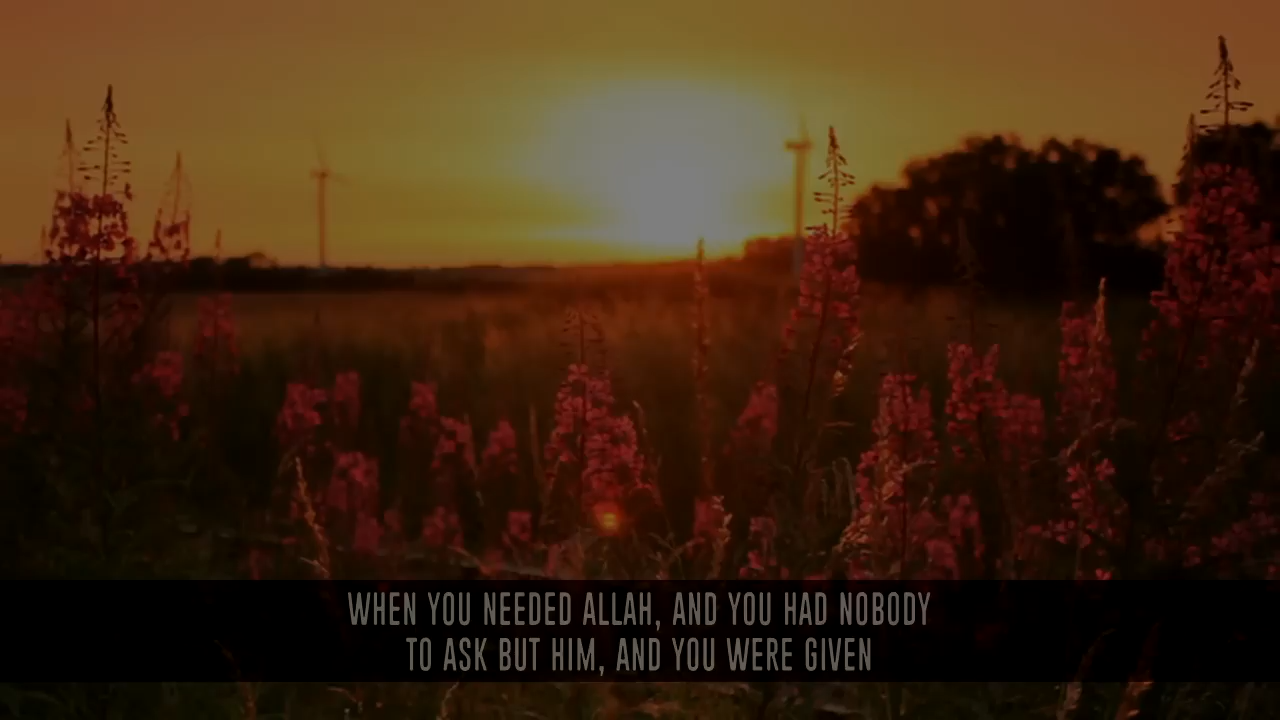 WHEN YOU NEEDED ALLAH, AND YOU HAD NOBODY
TO ASK BUT HIM, AND YOU WERE GIVEN